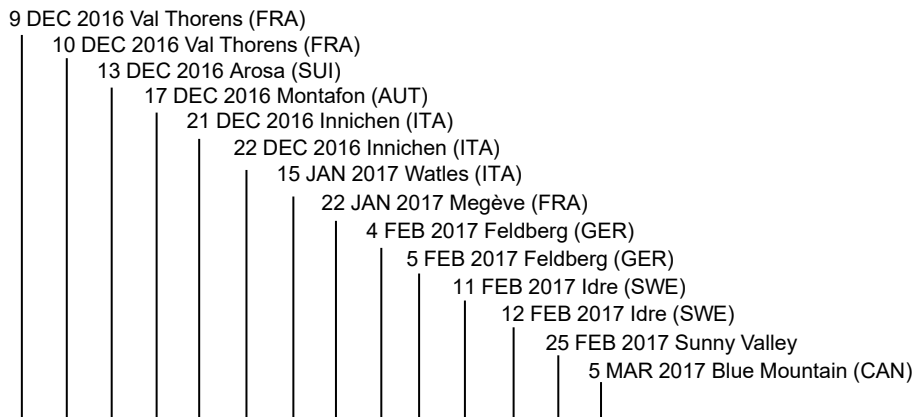 9 DEC 2016 Val Thorens (FRA)
10 DEC 2016 Val Thorens (FRA)
13 DEC 2016 Arosa (SUI)
17 DEC 2016 Montafon (AUT)
21 DEC 2016 Innichen (ITA)
22 DEC 2016 Innichen (ITA)
15 JAN 2017 Watles (ITA)
22 JAN 2017 Megève (FRA)
4 FEB 2017 Feldberg (GER)
5 FEB 2017 Feldberg (GER)
11 FEB 2017 Idre (SWE)
12 FEB 2017 Idre (SWE)
25 FEB 2017 Sunny Valley
5 MAR 2017 Blue Mountain (CAN)